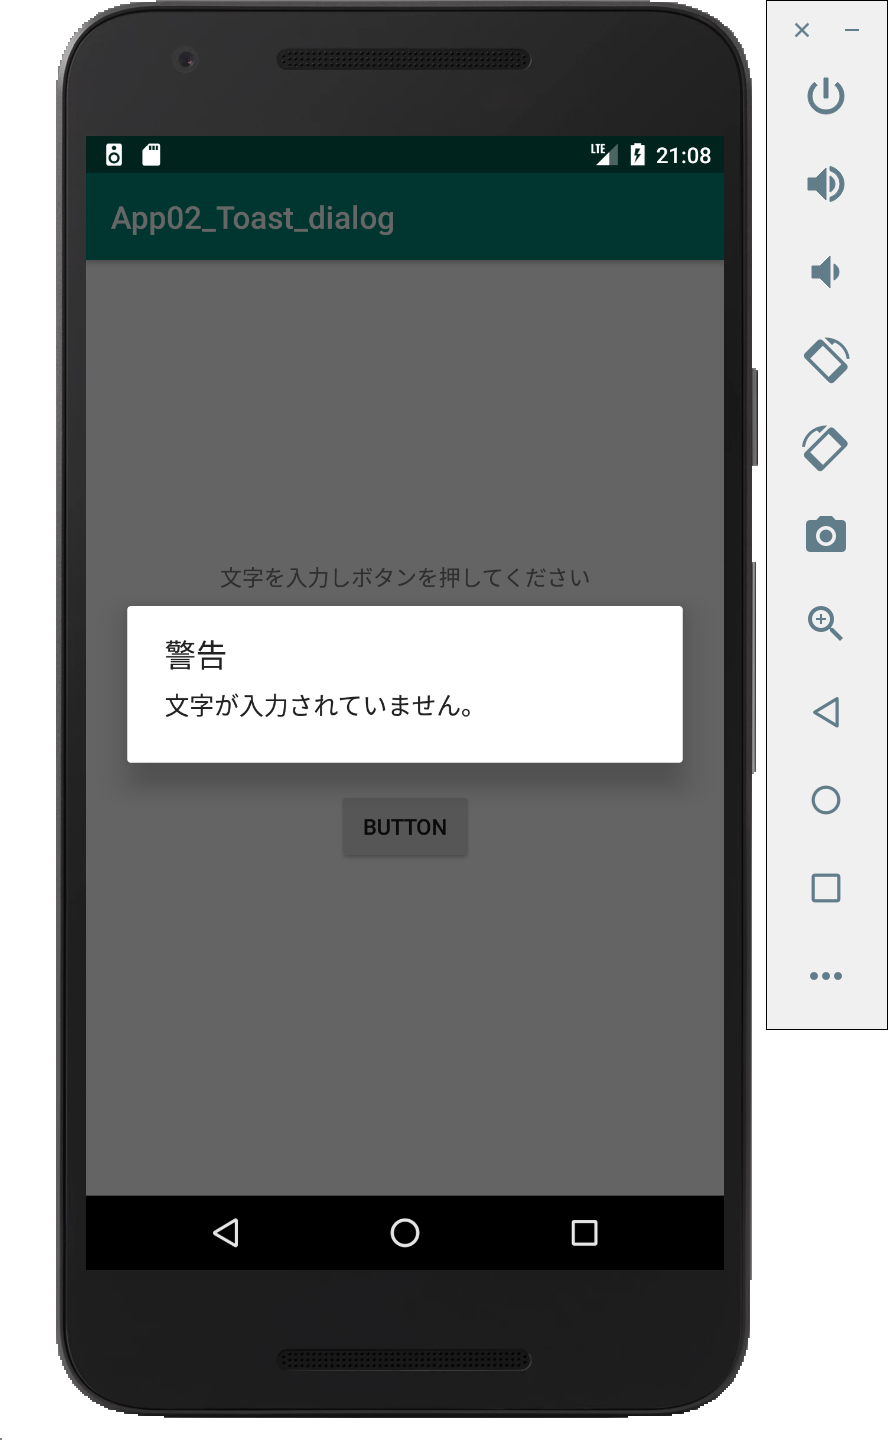 LTE 21:08
App02_Toast_dialog
文字を入力しボタンを押してください
警告
文字が入力されていません。
BUTTON